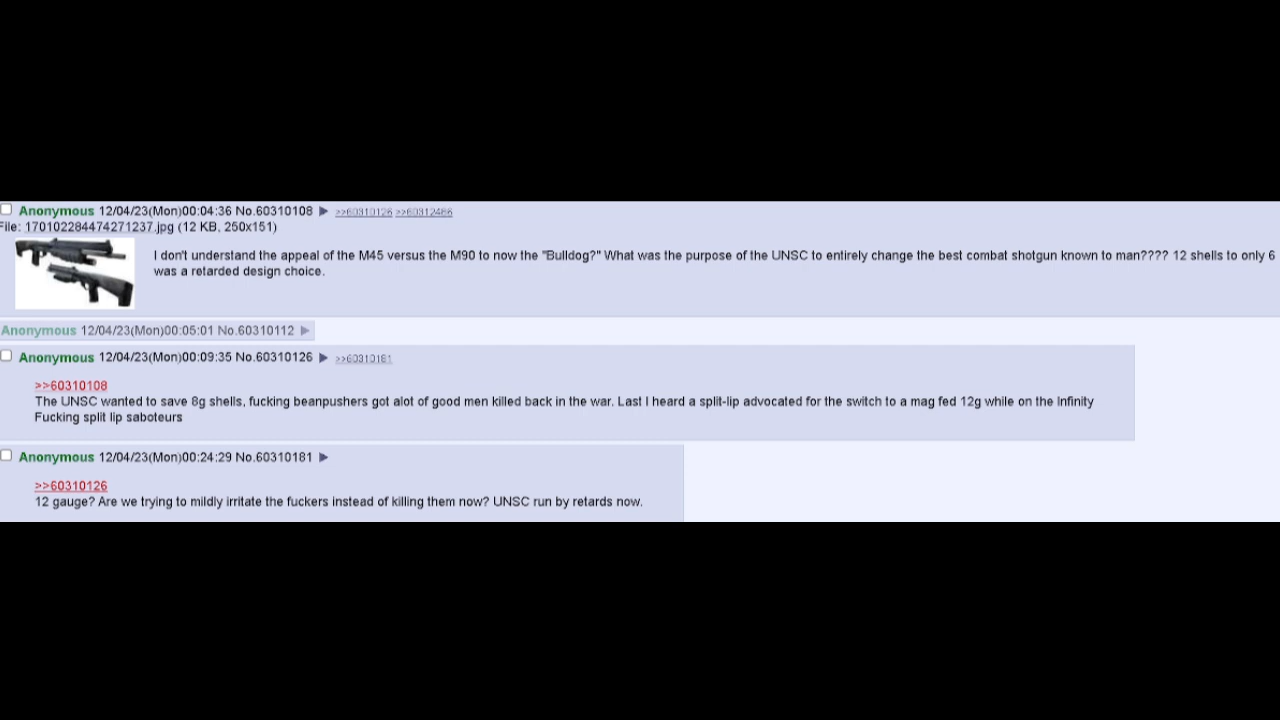 Anonymous 12/04/23(Mon)00:04:36 No.60310108 ▶ >>60310126 >>60312486
File: 170102284474271237.jpg (12 KB, 250x151)
I don't understand the appeal of the M45 versus the M90 to now the "Bulldog?" What was the purpose of the UNSC to entirely change the best combat shotgun known to man???? 12 shells to only 6
was a retarded design choice.
Anonymous 12/04/23(Mon)00:05:01 No.60310112 ▶
Anonymous 12/04/23(Mon)00:09:35 No.60310126 ▶ >>60310181
>>60310108
The UNSC wanted to save 8g shells, fucking beanpushers got alot of good men killed back in the war. Last I heard a split-lip advocated for the switch to a mag fed 12g while on the Infinity
Fucking split lip saboteurs
Anonymous 12/04/23(Mon)00:24:29 No.60310181 ▶
>>60310126
12 gauge? Are we trying to mildly irritate the fuckers instead of killing them now? UNSC run by retards now.